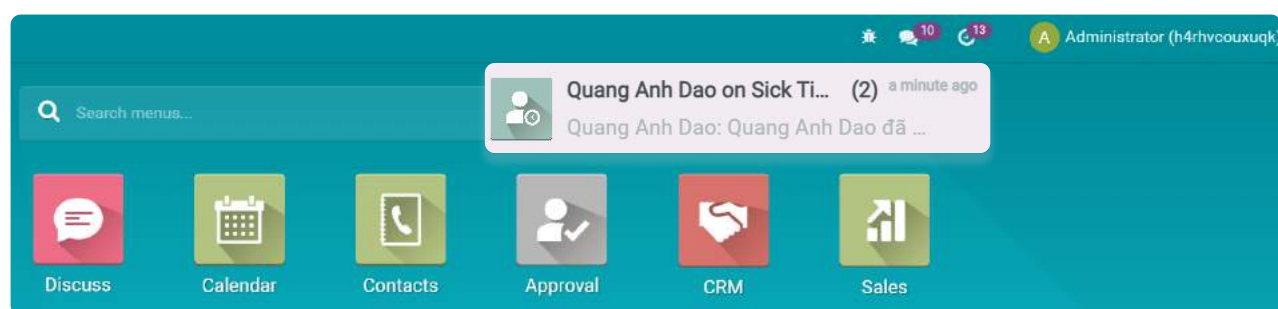 10
13
A
Administrator (h4rhvcouxuqk)
Search menus...
Quang Anh Dao on Sick Ti... (2) a minute ago
Quang Anh Dao: Quang Anh Dao đã ...
Discuss
Calendar
Contacts
Approval
CRM
Sales